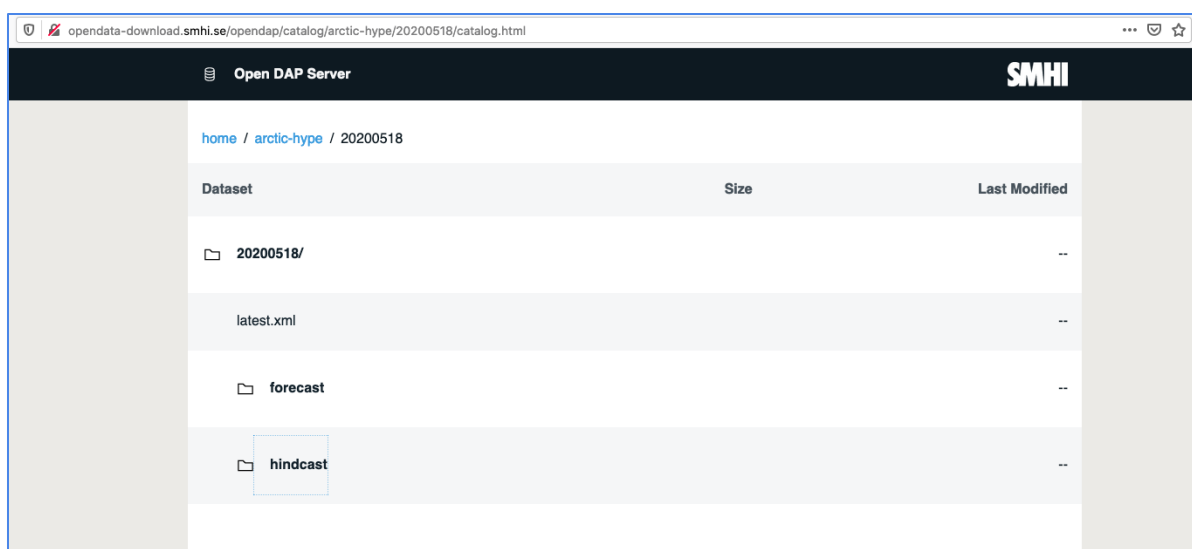 opendata-download.smhi.se/opendap/catalog/arctic-hype/20200518/catalog.html
Open DAP Server SMHI
home / arctic-hype / 20200518
Dataset Size Last Modified
20200518/ --
latest.xml --
forecast --
hindcast --